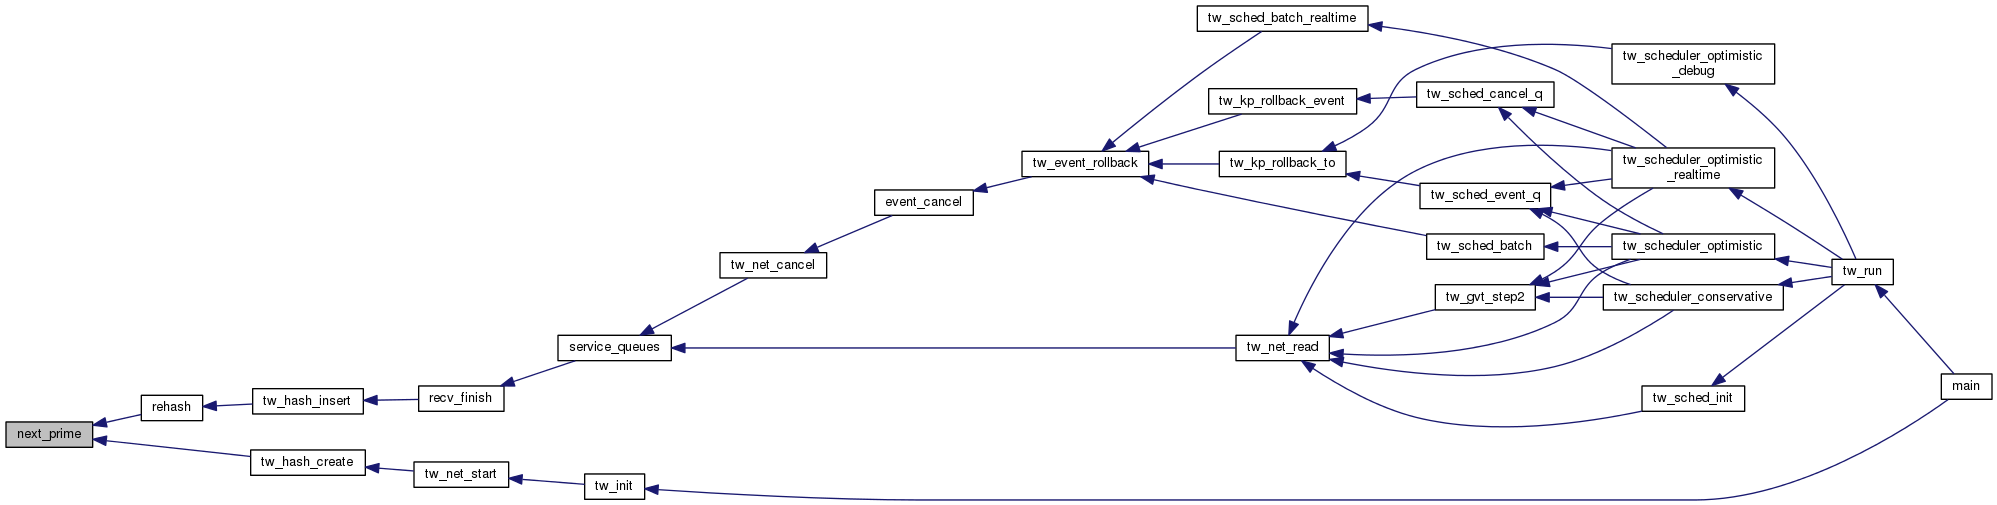 tw_sched_batch_realtime
tw_scheduler_optimistic
_debug
tw_sched_cancel_q
tw_kp_rollback_event
tw_event_rollback
tw_kp_rollback_to
tw_scheduler_optimistic
_realtime
tw_sched_event_q
event_cancel
tw_sched_batch
tw_scheduler_optimistic
tw_net_cancel
tw_run
tw_gvt_step2
tw_scheduler_conservative
service_queues
tw_net_read
main
rehash
tw_hash_insert
recv_finish
tw_sched_init
next_prime
tw_hash_create
tw_net_start
tw_init